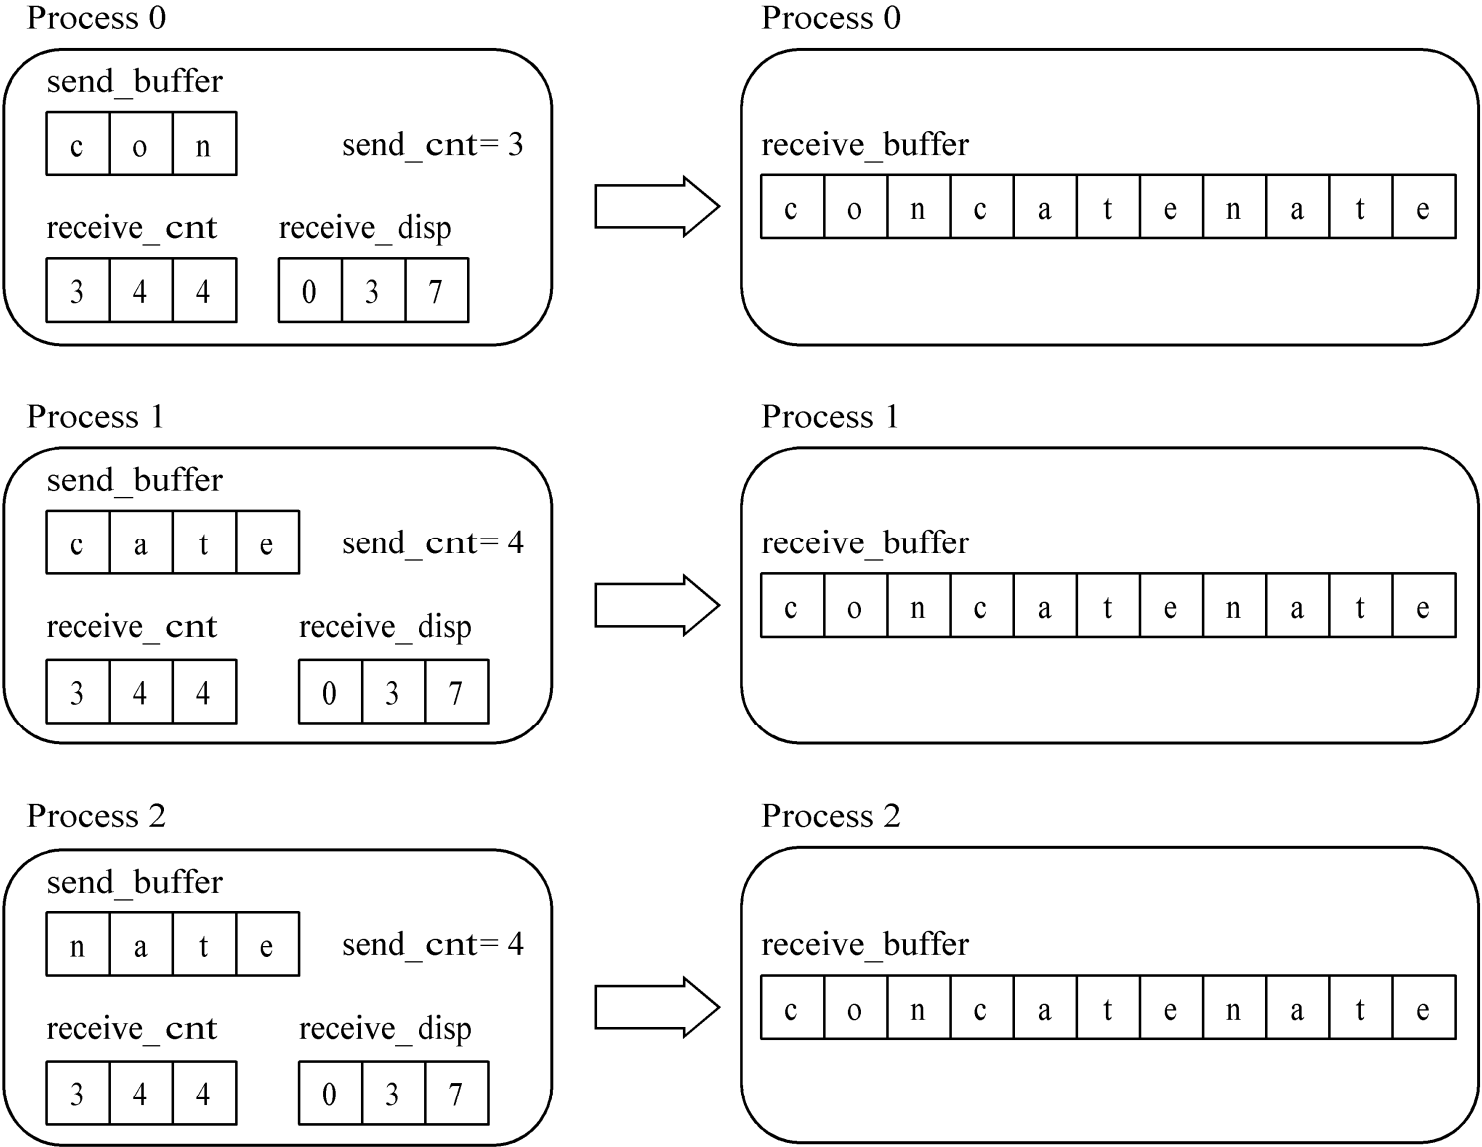 Process 0
send_buffer
c o n
send_cnt= 3
receive_cnt
receive_disp
3 4 4
0 3 7
Process 0
receive_buffer
c o n c a t e n a t e
Process 1
send_buffer
c a t e
send_cnt= 4
receive_cnt
receive_disp
3 4 4
0 3 7
Process 1
receive_buffer
c o n c a t e n a t e
Process 2
send_buffer
n a t e
send_cnt= 4
receive_cnt
receive_disp
3 4 4
0 3 7
Process 2
receive_buffer
c o n c a t e n a t e